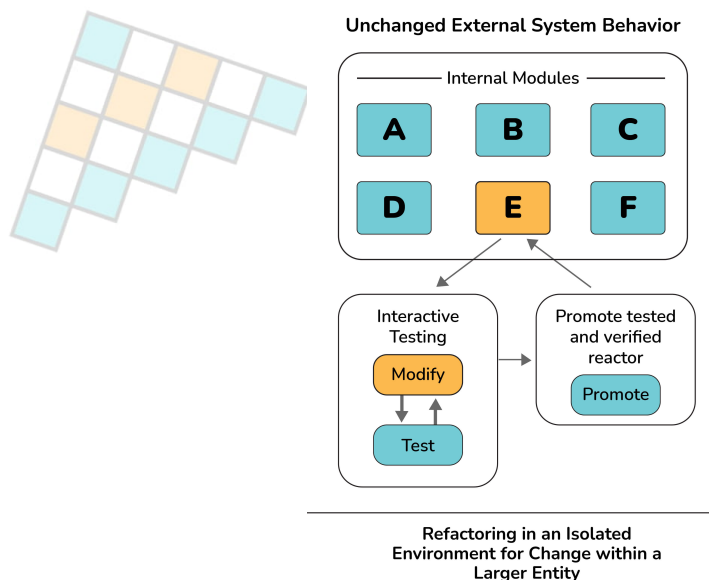 Unchanged External System Behavior
Internal Modules
A
B
C
D
E
F
Interactive
Testing
Modify
Test
Promote tested
and verified
reactor
Promote
Refactoring in an Isolated
Environment for Change within a
Larger Entity